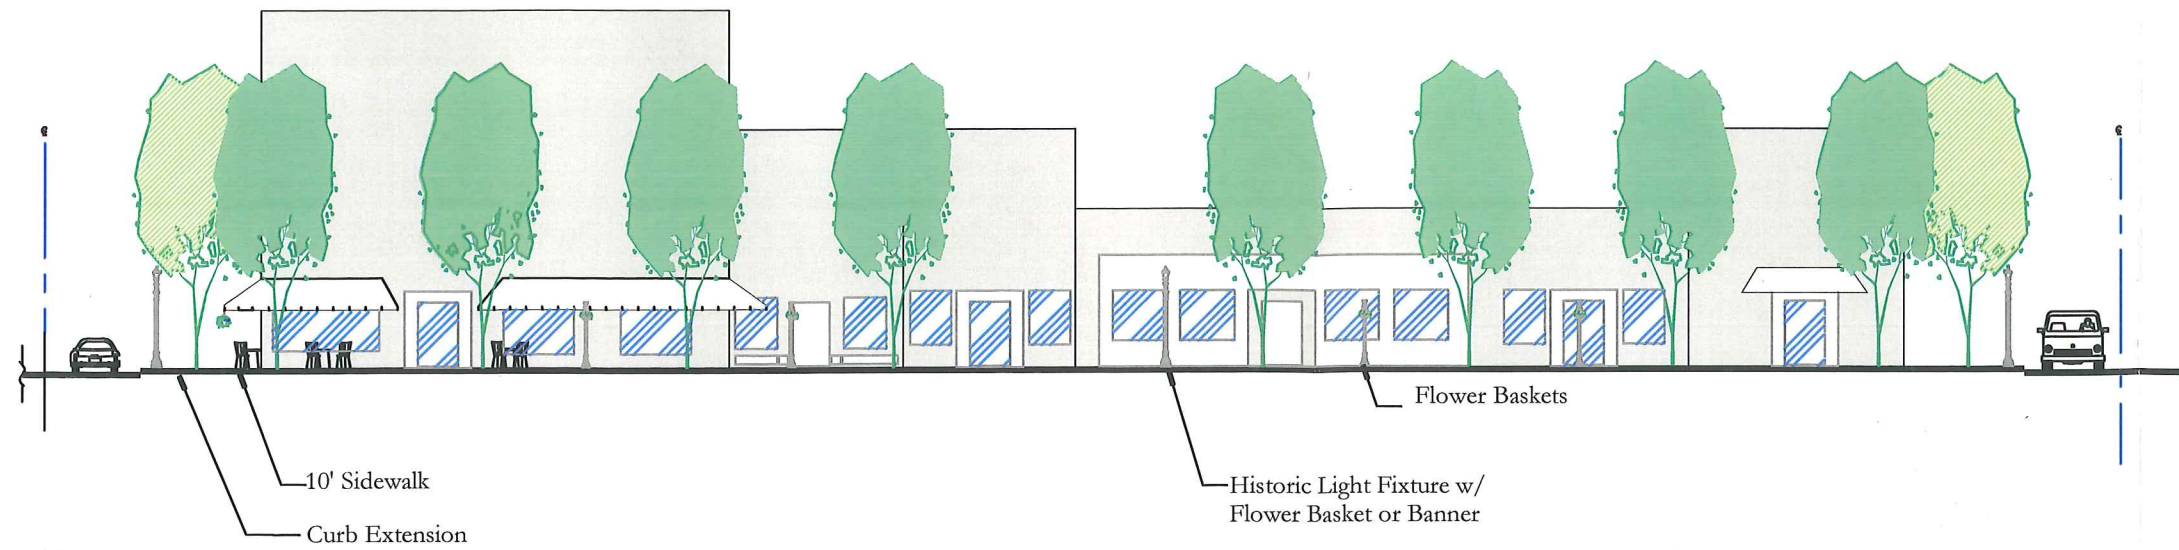 Flower Baskets
10' Sidewalk
Historic Light Fixture w/
Flower Basket or Banner
Curb Extension